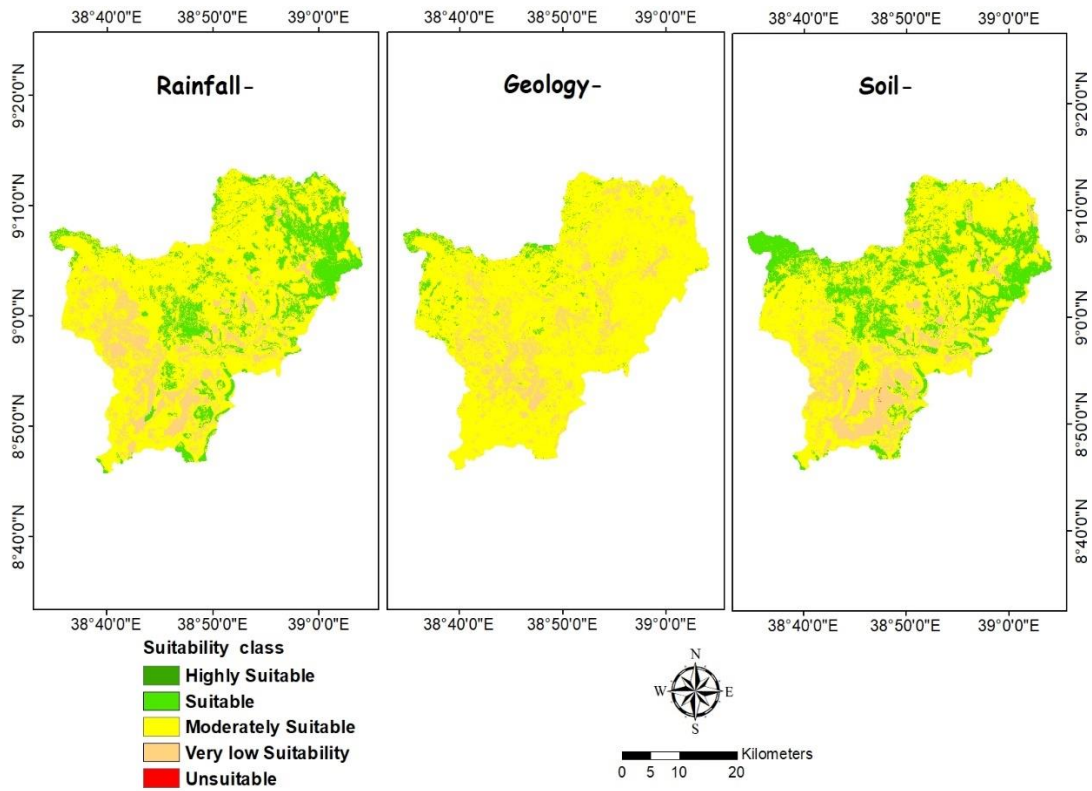 38°40'0"E 38°50'0"E 39°0'0"E 38°40'0"E 38°50'0"E 39°0'0"E 38°40'0"E 38°50'0"E 39°0'0"E
Rainfall- Geology- Soil-
9°20'0"N 9°20'0"N
9°10'0"N 9°10'0"N
9°0'0"N 9°0'0"N
8°50'0"N 8°50'0"N
8°40'0"N 8°40'0"N
38°40'0"E 38°50'0"E 39°0'0"E 38°40'0"E 38°50'0"E 39°0'0"E 38°40'0"E 38°50'0"E 39°0'0"E
Suitability class
Highly Suitable
Suitable
Moderately Suitable
Very low Suitability
Unsuitable
N
W E
S
Kilometers
0 5 10 20